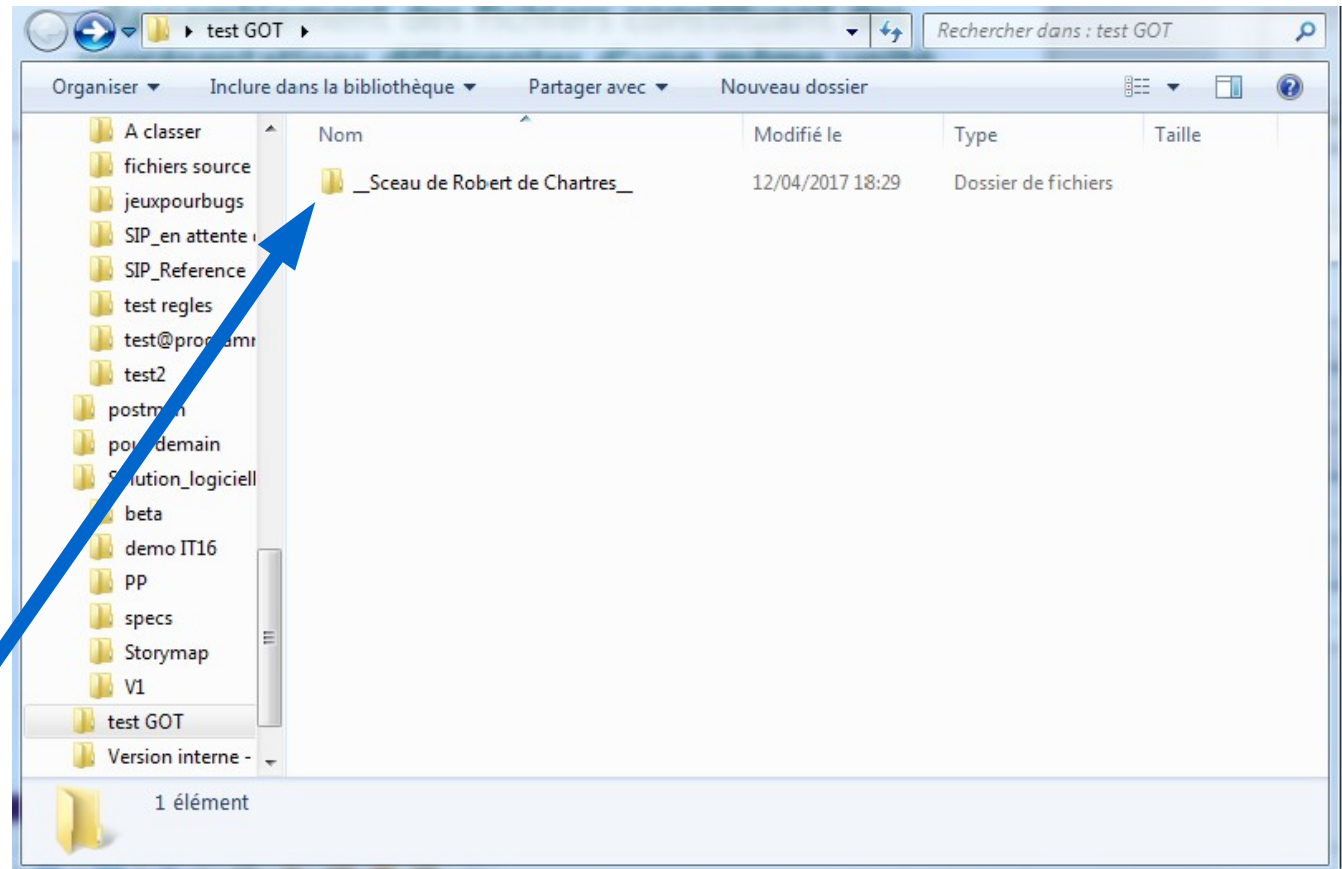 test GOT
Rechercher dans : test GOT
Organiser
Inclure dans la bibliothèque
Partager avec
Nouveau dossier
A classer
fichiers source
jeuxpourbugs
SIP_en attente
SIP_Reference
test regles
test2
beta
demo IT16
PP
specs
Storymap
V1
test GOT
Version interne -
Nom
Modifié le
Type
Taille
__Sceau de Robert de Chartres__
12/04/2017 18:29
Dossier de fichiers
1 élément